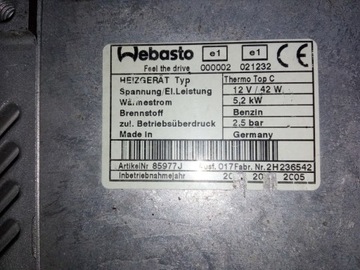 Webasto e1 e1 CE
Feel the drive 000002 021232
HEIZGERÄT Typ Thermo Top C
Spannung/El.Leistung 12 V / 42 W
Wärmestrom 5,2 kW
Brennstoff Benzin
zul. Betriebsüberdruck 2.5 bar
Made in Germany
ArtikelNr 85977J 017 Fabr. Nr. 2H236542
Inbetriebnahmejahr 2005